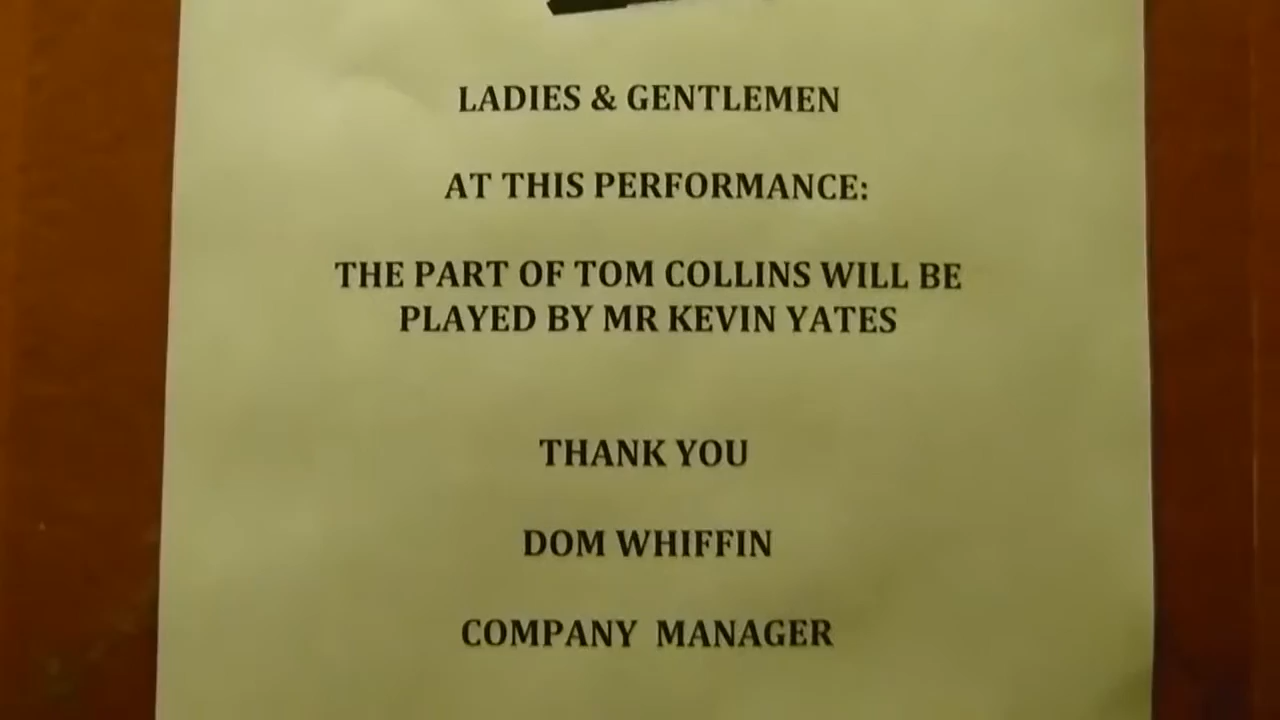 LADIES & GENTLEMEN
AT THIS PERFORMANCE:
THE PART OF TOM COLLINS WILL BE
PLAYED BY MR KEVIN YATES
THANK YOU
DOM WHIFFIN
COMPANY MANAGER